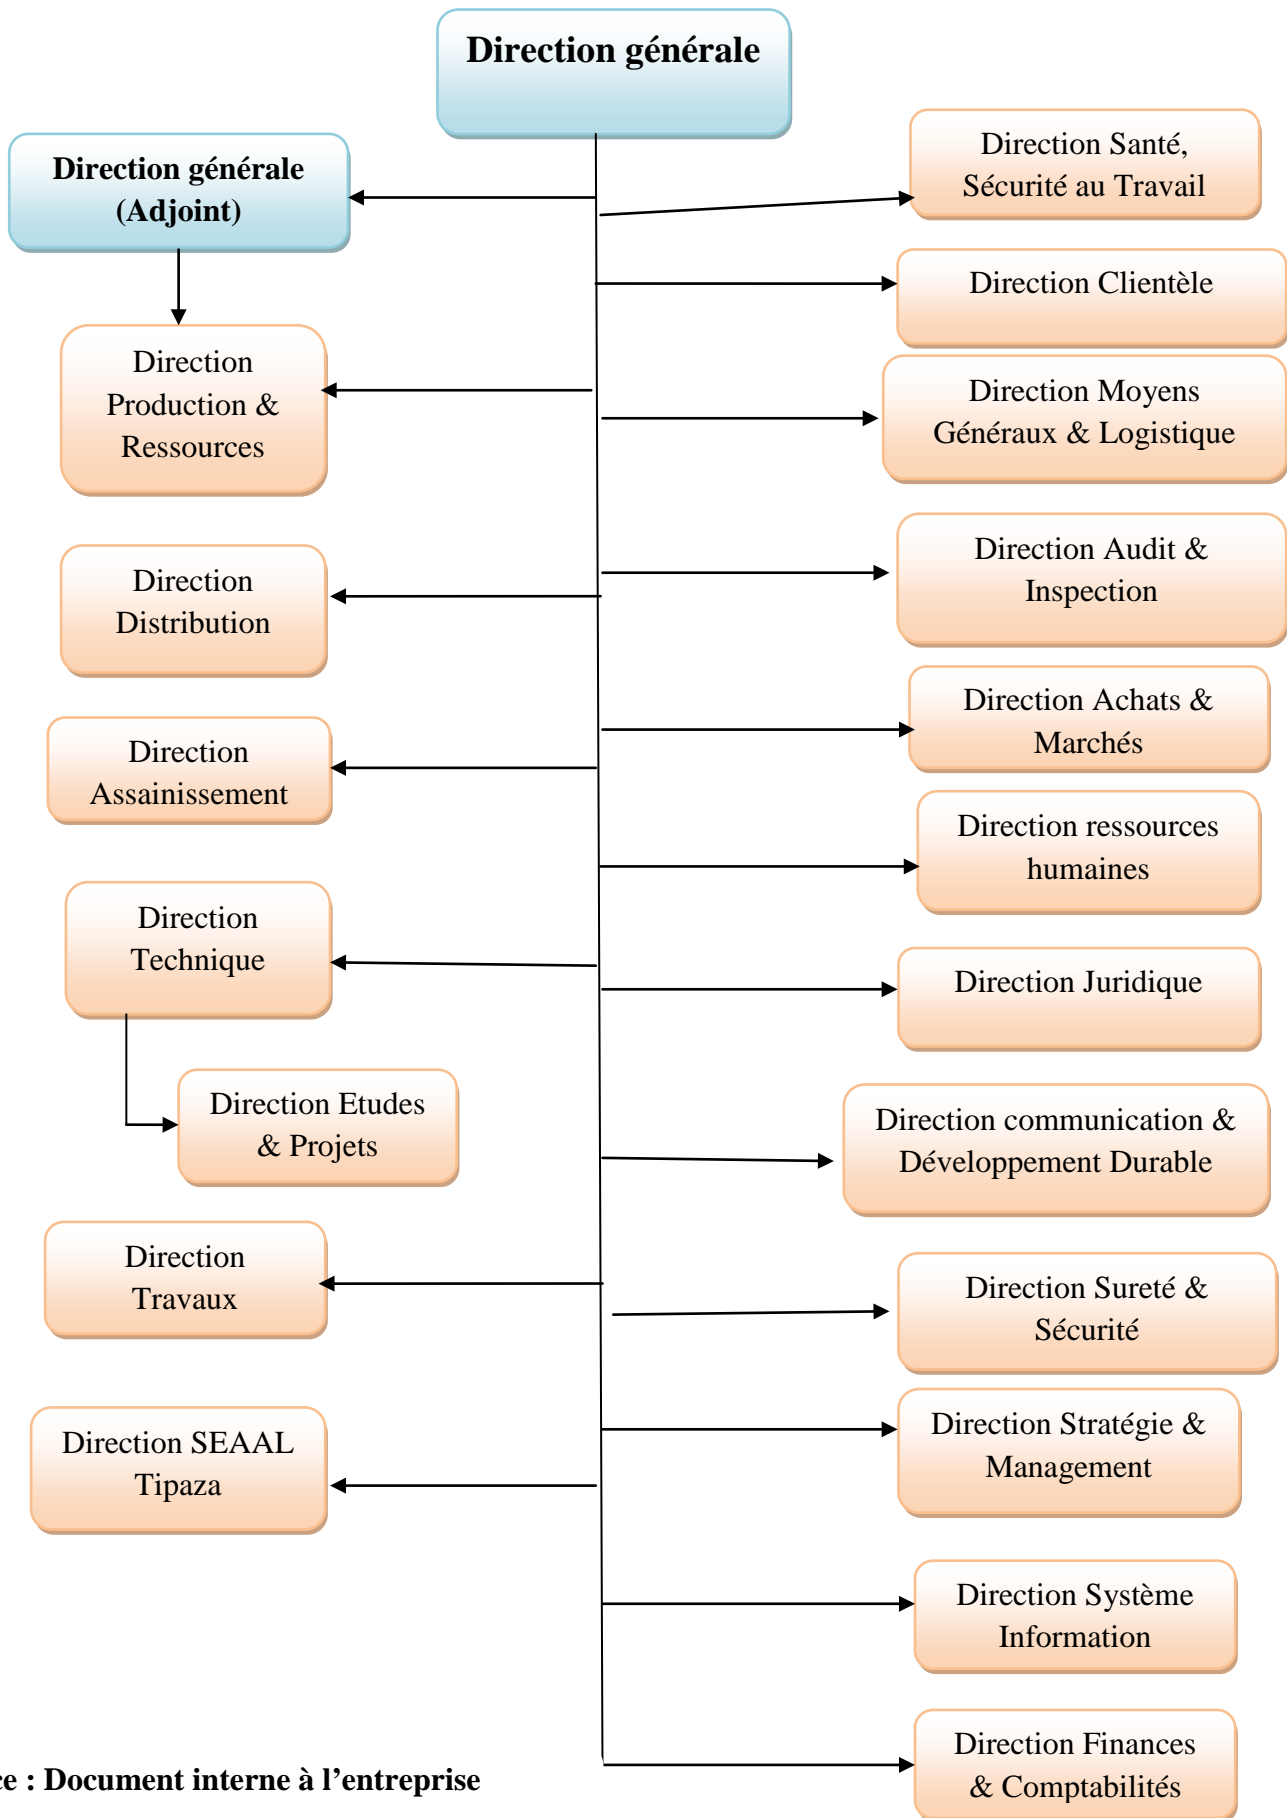 Direction générale
Direction générale
(Adjoint)
Direction
Production &
Ressources
Direction
Distribution
Direction
Assainissement
Direction
Technique
Direction Etudes
& Projets
Direction
Travaux
Direction SEAAL
Tipaza
Direction Santé,
Sécurité au Travail
Direction Clientèle
Direction Moyens
Généraux & Logistique
Direction Audit &
Inspection
Direction Achats &
Marchés
Direction ressources
humaines
Direction Juridique
Direction communication &
Développement Durable
Direction Sureté &
Sécurité
Direction Stratégie &
Management
Direction Système
Information
Direction Finances
& Comptabilités
: Document interne à l’entreprise